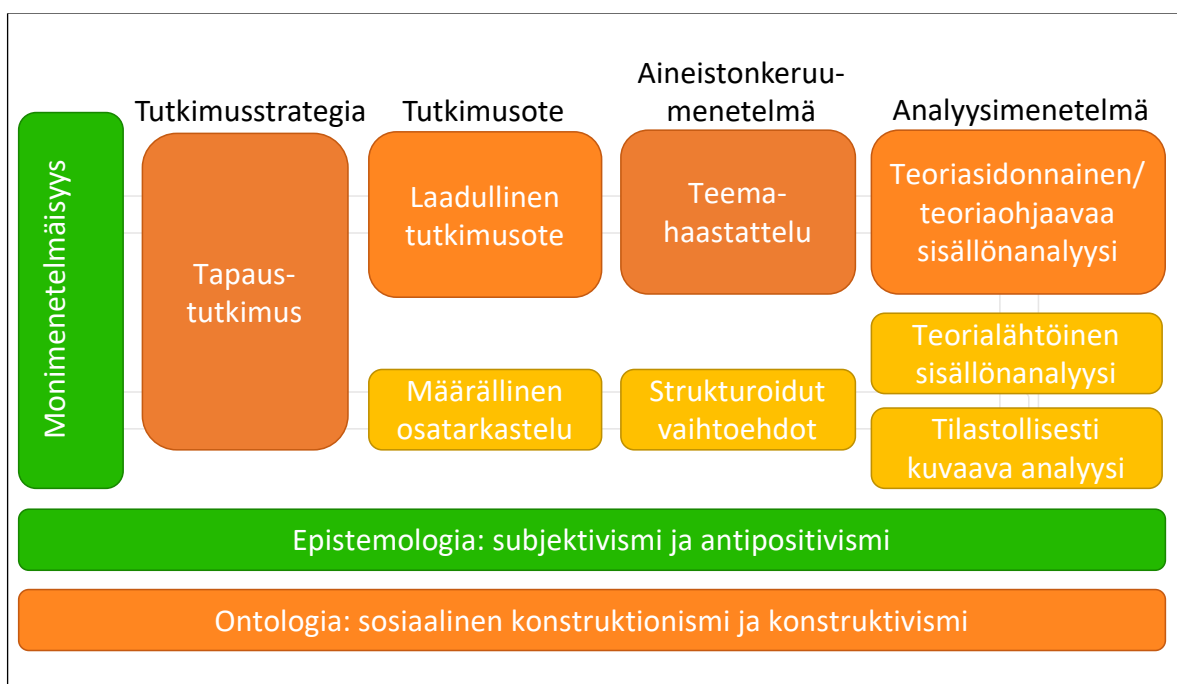 Monimenetelmäisyys
Tutkimusstrategia
Tapaus-
tutkimus
Tutkimusote
Laadullinen
tutkimusote
Määrällinen
osatarkastelu
Aineistonkeruu-
menetelmä
Teema-
haastattelu
Strukturoidut
vaihtoehdot
Analyysimenetelmä
Teoriasidonnainen/
teoriaohjaavaa
sisällönanalyysi
Teorialähtöinen
sisällönanalyysi
Tilastollisesti
kuvaava analyysi
Epistemologia: subjektivismi ja antipositivismi
Ontologia: sosiaalinen konstruktionismi ja konstruktivismi